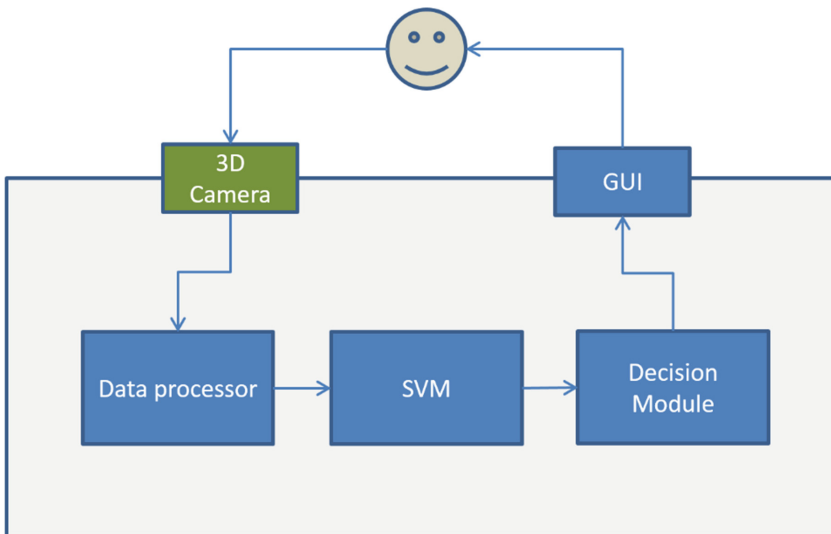 3D
Camera
GUI
Data processor
SVM
Decision
Module